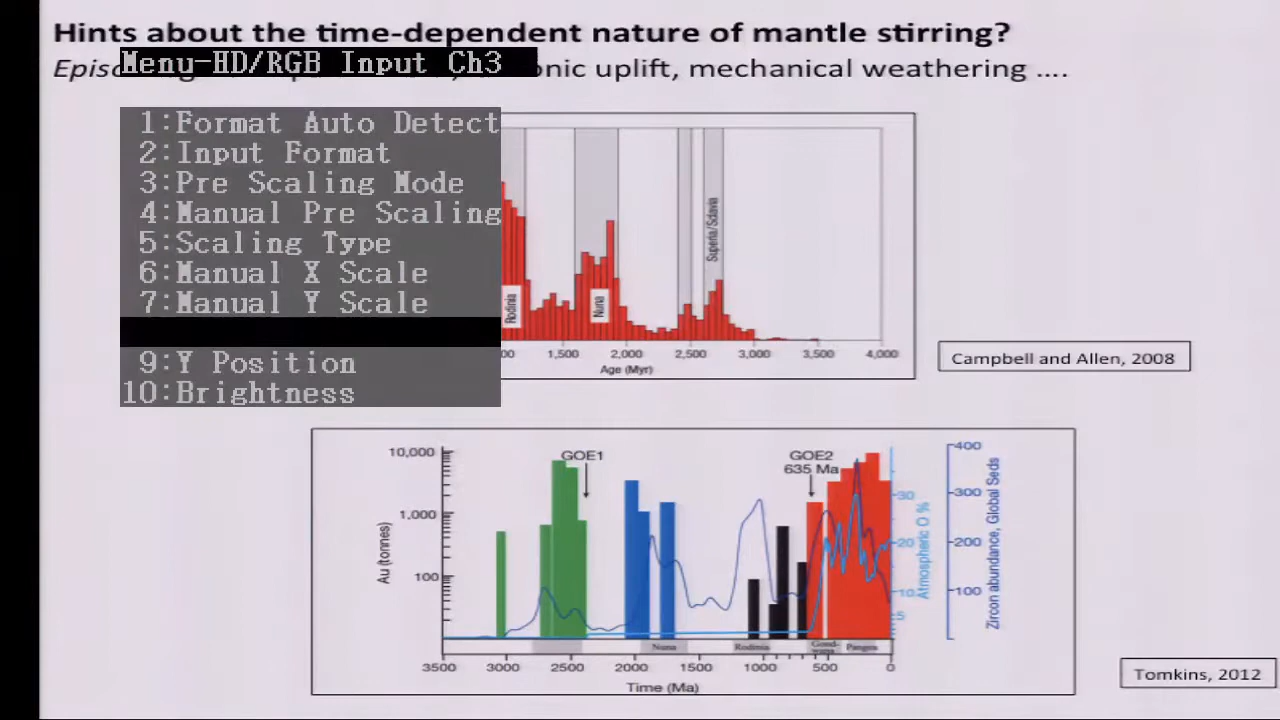 Hints about the time-dependent nature of mantle stirring?
uplift, mechanical weathering ....
Menu-HD/RGB Input Ch3
1:Format Auto Detect
2:Input Format
3:Pre Scaling Mode
4:Manual Pre Scaling
5:Scaling Type
6:Manual X Scale
7:Manual Y Scale
9:Y Position
10:Brightness
Rodinia
Nuna
Superia/Sclavia
1,500 2,000 2,500 3,000 3,500 4,000
Age (Myr)
Campbell and Allen, 2008
GOE1
GOE2
635 Ma
10,000
1,000
100
Au (tonnes)
30
20
10
5
Atmospheric O %
400
300
200
100
Zircon abundance, Global Seds
Nuna Rodinia Gond-
wana Pangea
3500 3000 2500 2000 1500 1000 500 0
Time (Ma)
Tomkins, 2012